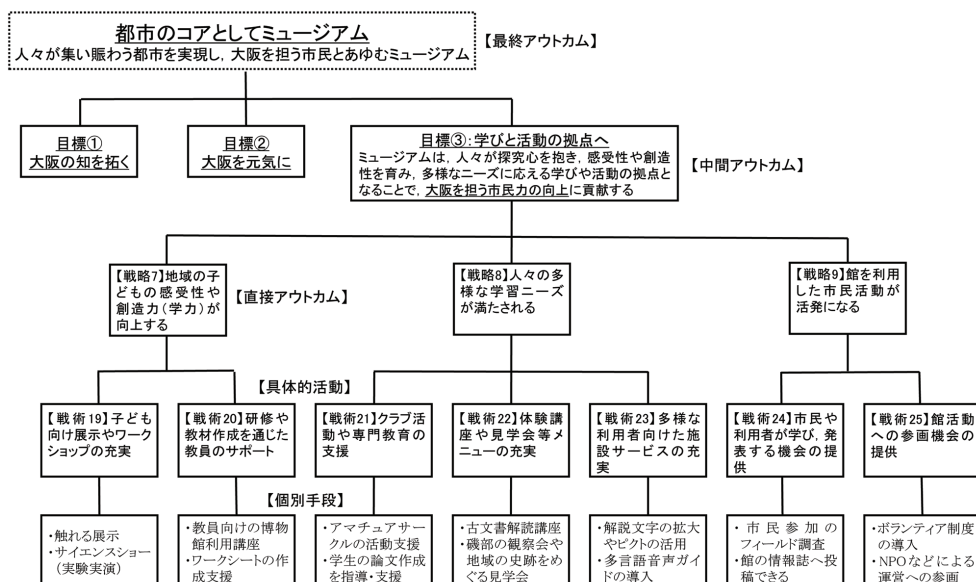 都市のコアとしてミュージアム
人々が集い賑わう都市を実現し，大阪を担う市民とあゆむミュージアム
【最終アウトカム】
目標①
大阪の知を拓く
目標②
大阪を元気に
目標③：学びと活動の拠点へ
ミュージアムは，人々が探究心を抱き，感受性や創造
性を育み，多様なニーズに応える学びや活動の拠点と
なることで，大阪を担う市民力の向上に貢献する
【中間アウトカム】
【戦略7】地域の子
どもの感受性や
創造力（学力）が
向上する
【直接アウトカム】
【戦略8】人々の多
様な学習ニーズ
が満たされる
【戦略9】館を利用
した市民活動が
活発になる
【具体的活動】
【戦術19】子ども
向け展示やワーク
ショップの充実
【戦術20】研修や
教材作成を通じた
教員のサポート
【戦術21】クラブ活
動や専門教育の
支援
【戦術22】体験講
座や見学会等メ
ニューの充実
【戦術23】多様な
利用者向けた施
設サービスの充
実
【戦術24】市民や
利用者が学び，発
表する機会の提
供
【戦術25】館活動
への参画機会の
提供
【個別手段】
・触れる展示
・サイエンスショー
（実験実演）
・教員向けの博物
館利用講座
・ワークシートの作
成支援
・アマチュアサー
クルの活動支援
・学生の論文作成
を指導・支援
・古文書解読講座
・磯部の観察会や
地域の史跡をめ
ぐる見学会
・解説文字の拡大
やピクトの活用
・多言語音声ガイ
ドの導入
・市民参加の
フィールド調査
・館の情報誌へ投
稿できる
・ボランティア制度
の導入
・NPOなどによる
運営への参画